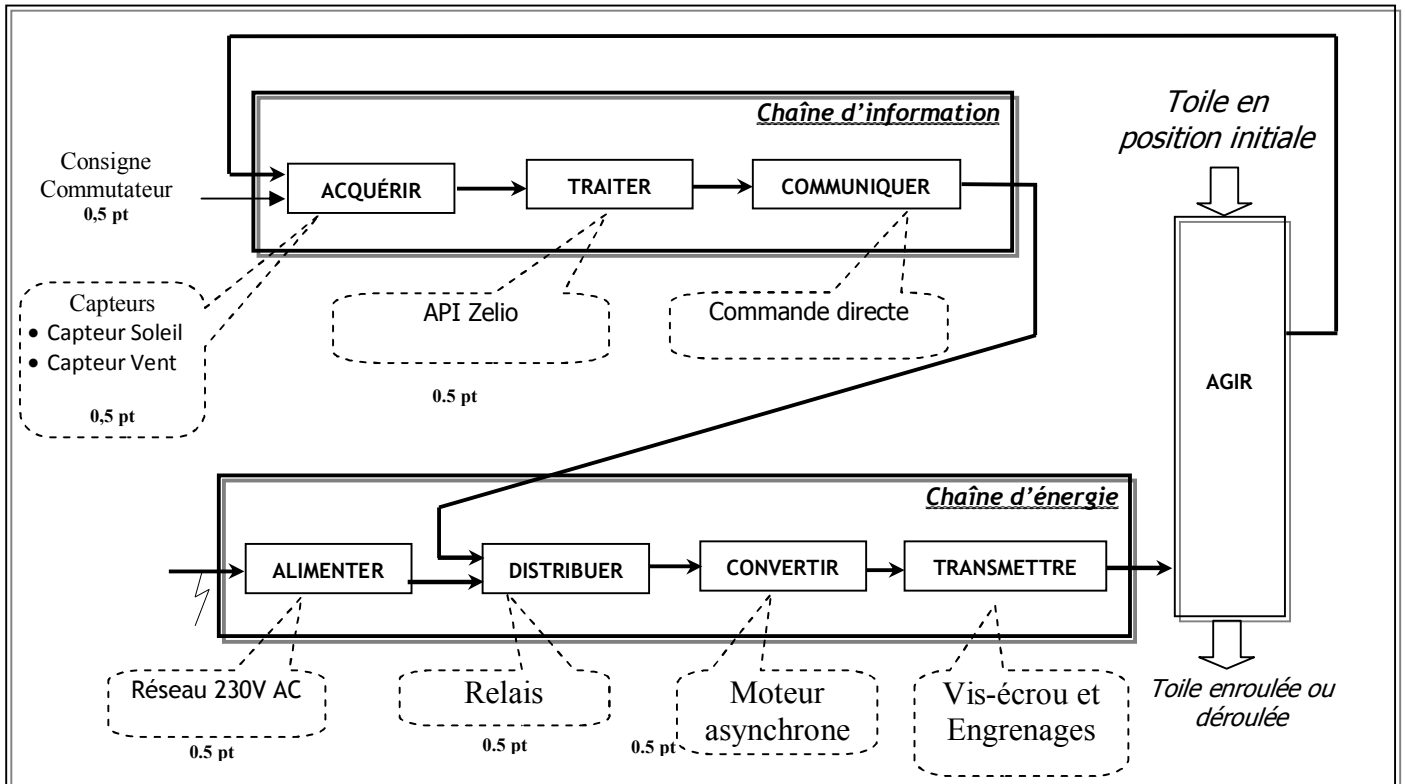 Chaîne d'information
Toile en
position initiale
Consigne
Commutateur
0,5 pt
ACQUÉRIR
TRAITER
COMMUNIQUER
Capteurs
• Capteur Soleil
• Capteur Vent
0,5 pt
API Zelio
0.5 pt
Commande directe
AGIR
Chaîne d'énergie
ALIMENTER
DISTRIBUER
CONVERTIR
TRANSMETTRE
Réseau 230V AC
0.5 pt
Relais
0.5 pt
Moteur
asynchrone
0.5 pt
Vis-écrou et
Engrenages
Toile enroulée ou
déroulée